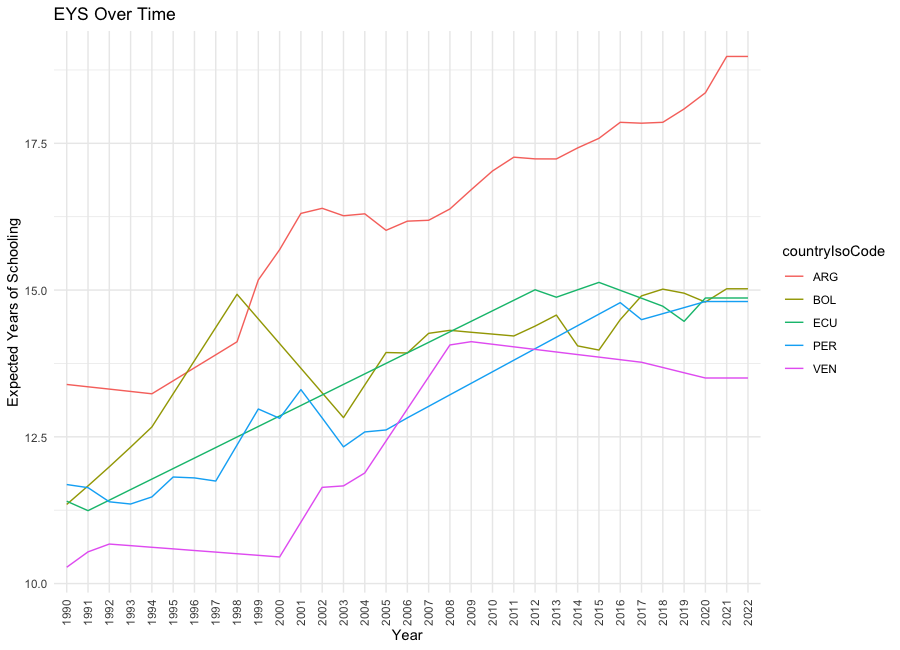 EYS Over Time
Expected Years of Schooling
17.5
15.0
12.5
10.0
1990 1991 1992 1993 1994 1995 1996 1997 1998 1999 2000 2001 2002 2003 2004 2005 2006 2007 2008 2009 2010 2011 2012 2013 2014 2015 2016 2017 2018 2019 2020 2021 2022
Year
countryIsoCode
ARG
BOL
ECU
PER
VEN